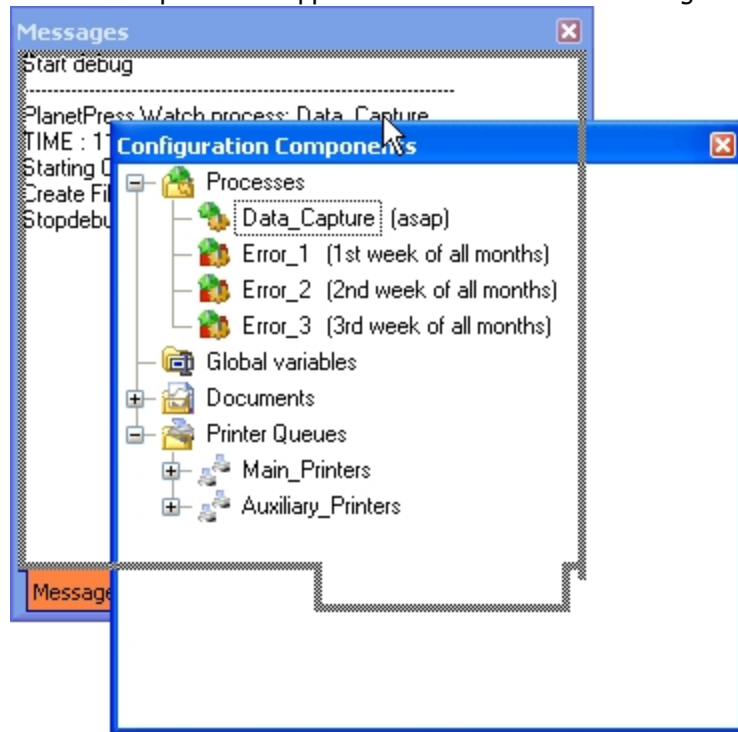 Messages
Start debug
PlanetPress Watch process: Data_Capture
TIME : 1
Starting
Create Fil
Stopdebu
Message
Configuration Components
Processes
Data_Capture (asap)
Error_1 (1st week of all months)
Error_2 (2nd week of all months)
Error_3 (3rd week of all months)
Global variables
Documents
Printer Queues
Main_Printers
Auxiliary_Printers